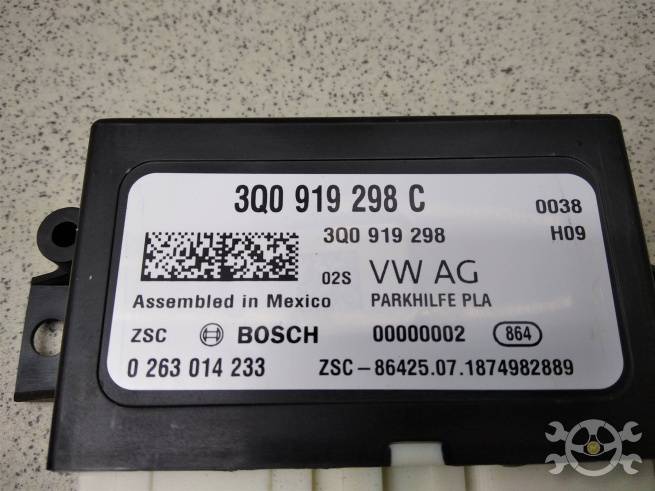 3Q0 919 298 C
0038
3Q0 919 298
H09
02S VW AG
Assembled in Mexico
PARKHILFE PLA
ZSC BOSCH 00000002 864
0 263 014 233
ZSC-86425.07.1874982889